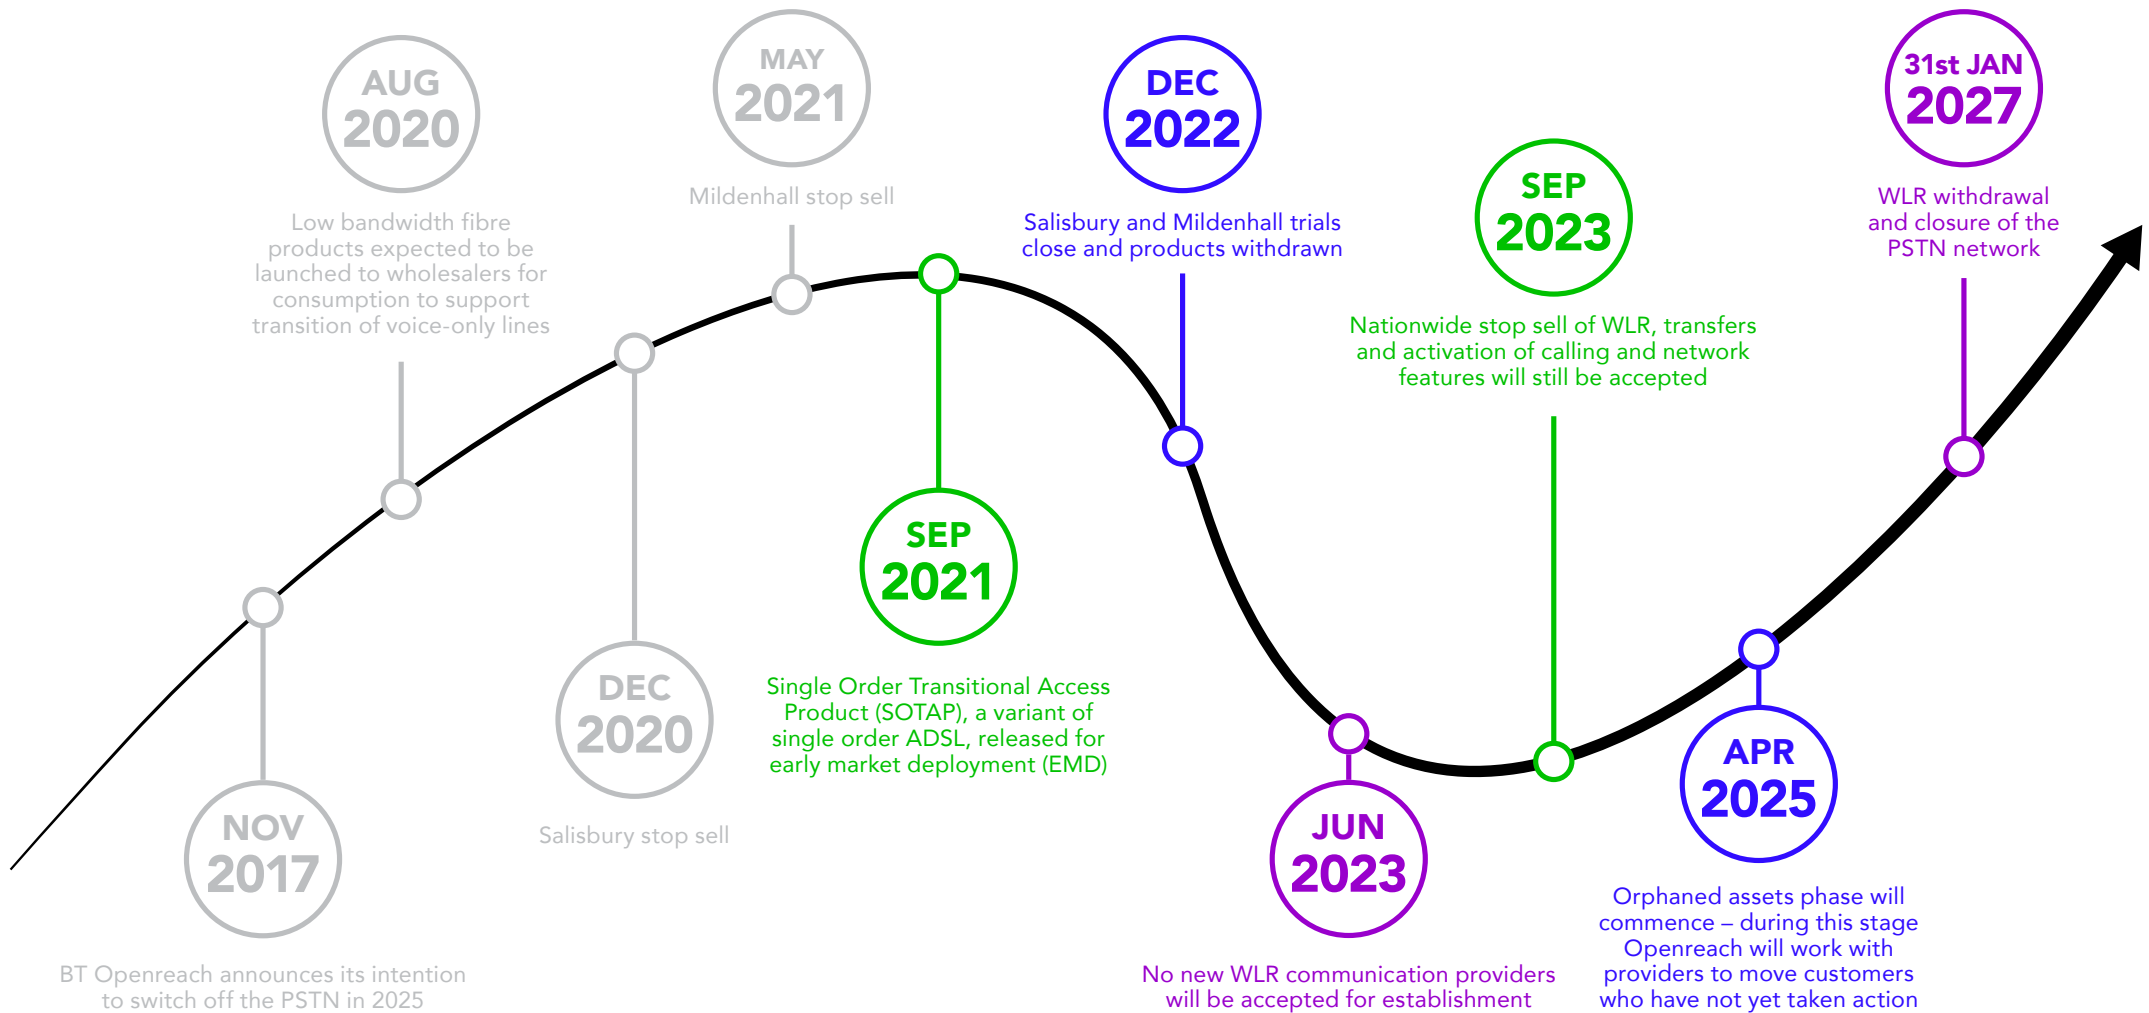 NOV
2017
BT Openreach announces its intention
to switch off the PSTN in 2025
AUG
2020
Low bandwidth fibre
products expected to be
launched to wholesalers for
consumption to support
transition of voice-only lines
DEC
2020
Salisbury stop sell
MAY
2021
Mildenhall stop sell
SEP
2021
Single Order Transitional Access
Product (SOTAP), a variant of
single order ADSL, released for
early market deployment (EMD)
DEC
2022
Salisbury and Mildenhall trials
close and products withdrawn
JUN
2023
No new WLR communication providers
will be accepted for establishment
SEP
2023
Nationwide stop sell of WLR, transfers
and activation of calling and network
features will still be accepted
APR
2025
Orphaned assets phase will
commence – during this stage
Openreach will work with
providers to move customers
who have not yet taken action
31st JAN
2027
WLR withdrawal
and closure of the
PSTN network